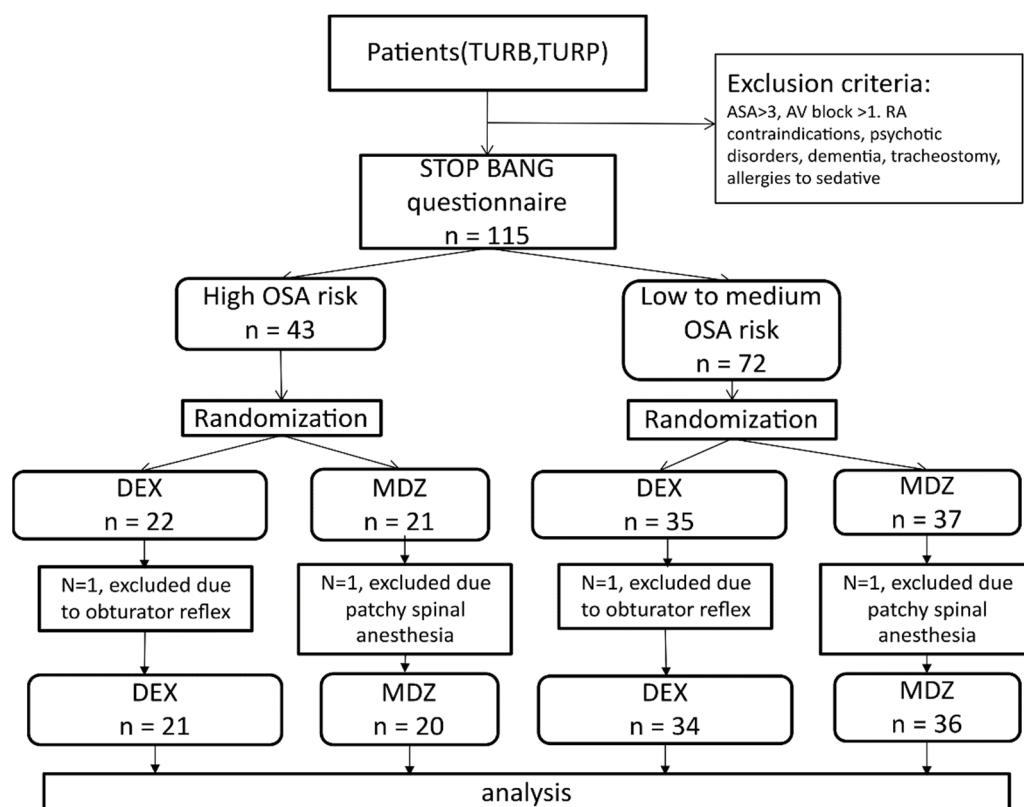 Patients(TURB,TURP)
Exclusion criteria:
ASA>3, AV block >1. RA
contraindications, psychotic
disorders, dementia, tracheostomy,
allergies to sedative
STOP BANG
questionnaire
n = 115
High OSA risk
n = 43
Low to medium
OSA risk
n = 72
Randomization
Randomization
DEX
n = 22
MDZ
n = 21
DEX
n = 35
MDZ
n = 37
N=1, excluded due
to obturator reflex
N=1, excluded due
patchy spinal
anesthesia
N=1, excluded due
to obturator reflex
N=1, excluded due
patchy spinal
anesthesia
DEX
n = 21
MDZ
n = 20
DEX
n = 34
MDZ
n = 36
analysis